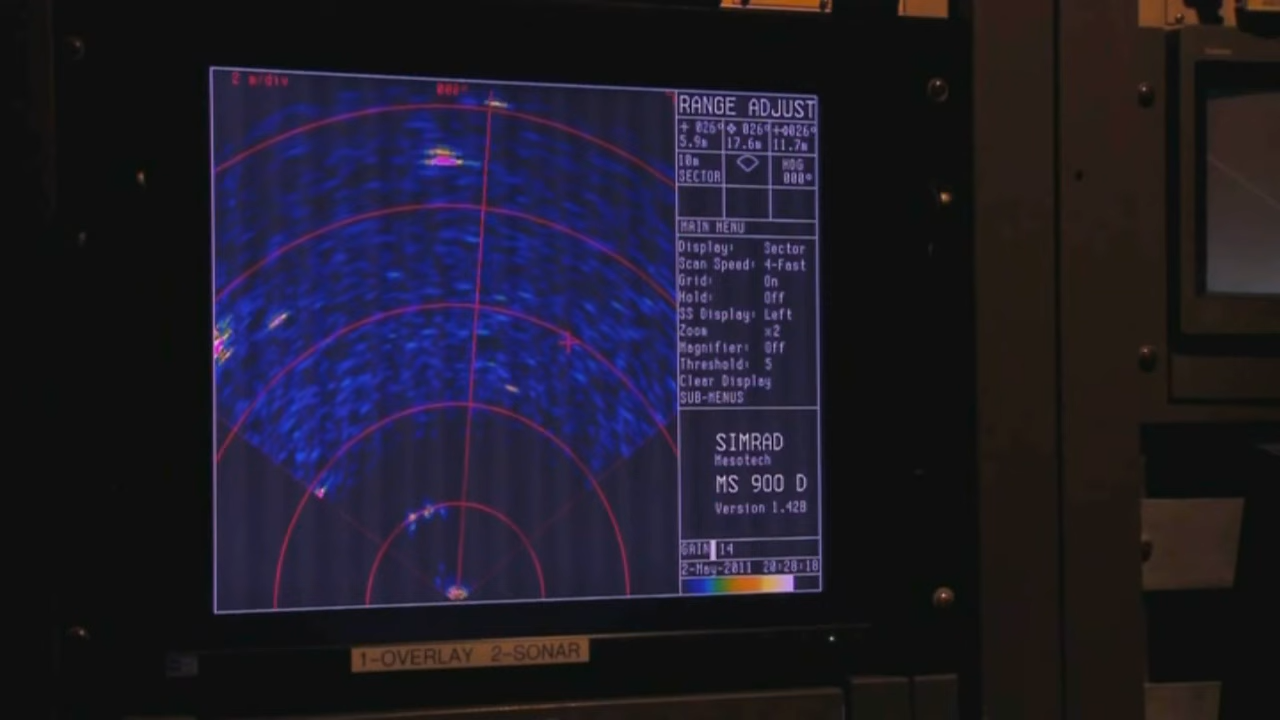 2 m/div
000°
RANGE ADJUST
026° 026° 026°
5.9m 17.6m 11.7m
10m
SECTOR
HDG
000°
MAIN MENU
Display: Sector
Scan Speed: 4-Fast
Grid: On
Hold: Off
SS Display: Left
Zoom x2
Magnifier: Off
Threshold: 5
Clear Display
SUB-MENUS
SIMRAD
Mesotech
MS 900 D
Version 1.42B
GAIN 14
2-May-2011 20:28:18
1-OVERLAY 2-SONAR